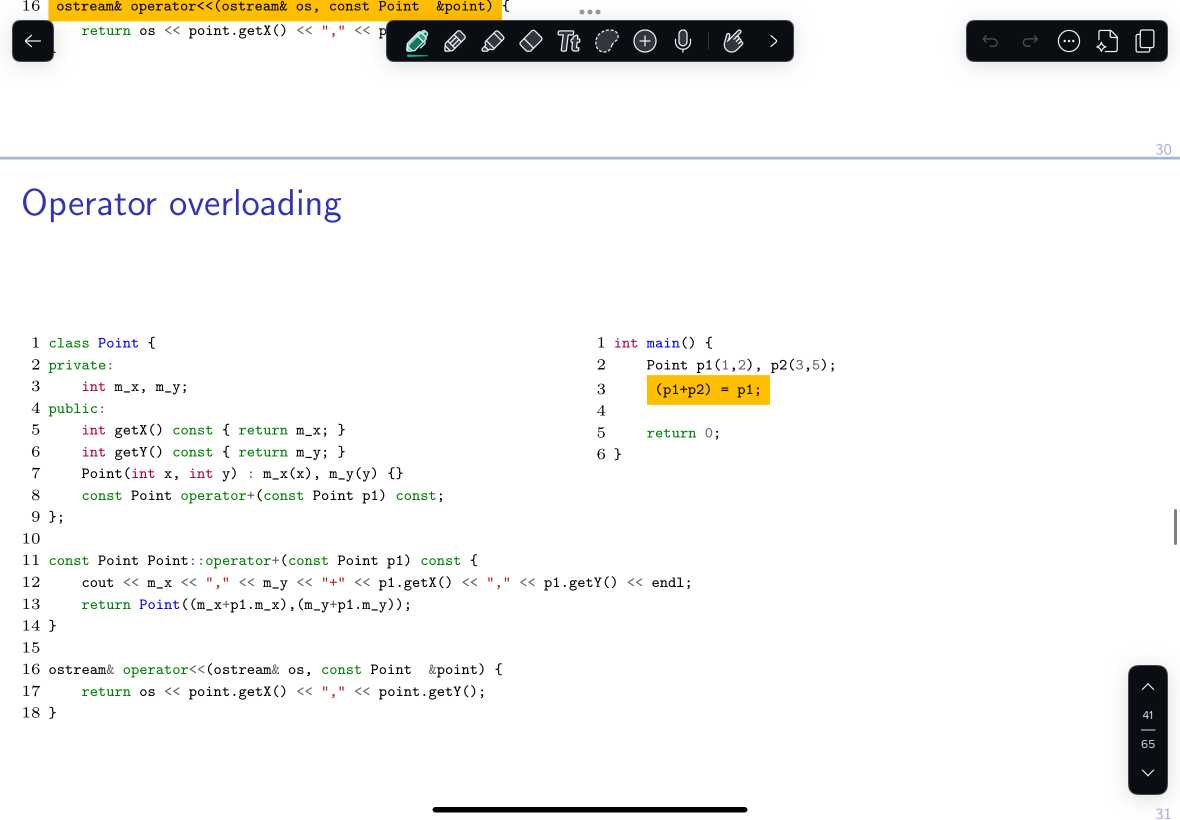 16 ostream& operator<<(ostream& os, const Point  &point) {
return os << point.getX() << "," << p
Tt
30
Operator overloading
1 class Point {
2 private:
3     int m_x, m_y;
4 public:
5     int getX() const { return m_x; }
6     int getY() const { return m_y; }
7     Point(int x, int y) : m_x(x), m_y(y) {}
8     const Point operator+(const Point p1) const;
9 };
10
11 const Point Point::operator+(const Point p1) const {
12     cout << m_x << "," << m_y << "+" << p1.getX() << "," << p1.getY() << endl;
13     return Point((m_x+p1.m_x),(m_y+p1.m_y));
14 }
15
16 ostream& operator<<(ostream& os, const Point  &point) {
17     return os << point.getX() << "," << point.getY();
18 }
1 int main() {
2     Point p1(1,2), p2(3,5);
3     (p1+p2) = p1;
4
5     return 0;
6 }
41
65
31